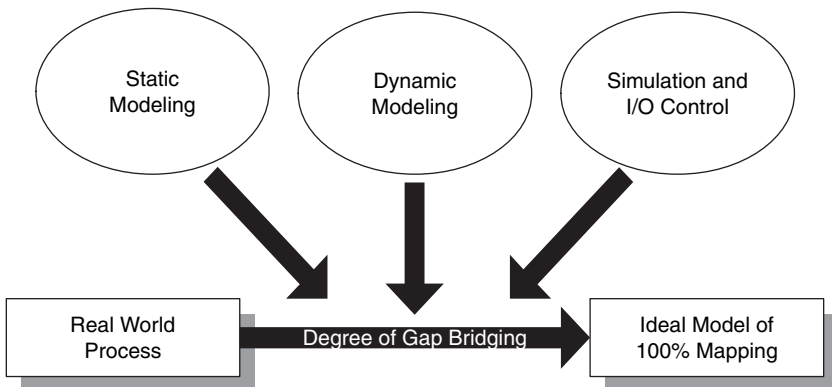 Static
Modeling
Dynamic
Modeling
Simulation and
I/O Control
Real World
Process
Degree of Gap Bridging
Ideal Model of
100% Mapping